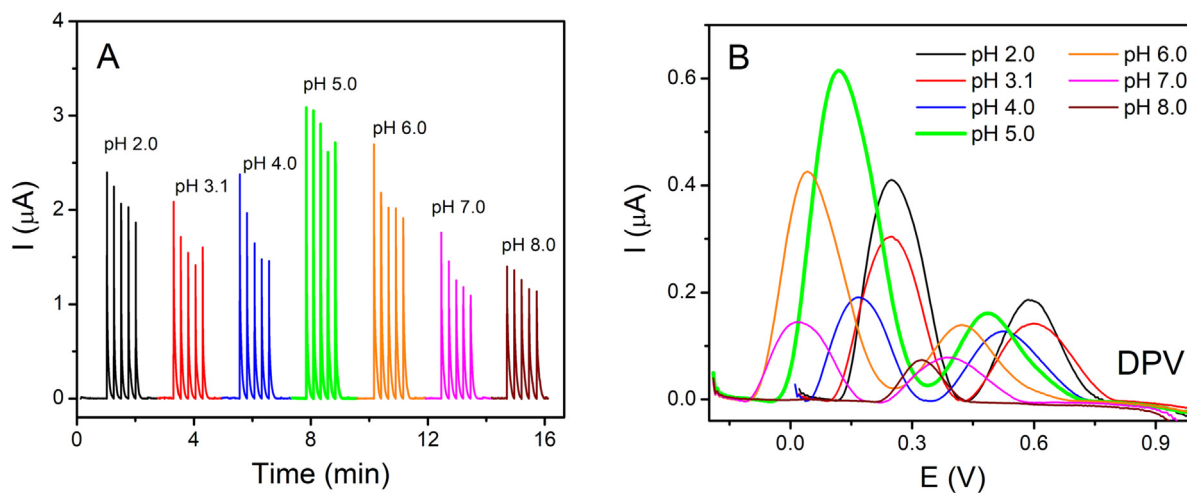 A
I (µA)
4
3
2
1
0
pH 2.0
pH 3.1
pH 4.0
pH 5.0
pH 6.0
pH 7.0
pH 8.0
0
4
8
12
16
Time (min)
B
I (µA)
0.6
0.4
0.2
0.0
pH 2.0
pH 3.1
pH 4.0
pH 5.0
pH 6.0
pH 7.0
pH 8.0
DPV
0.0
0.3
0.6
0.9
E (V)